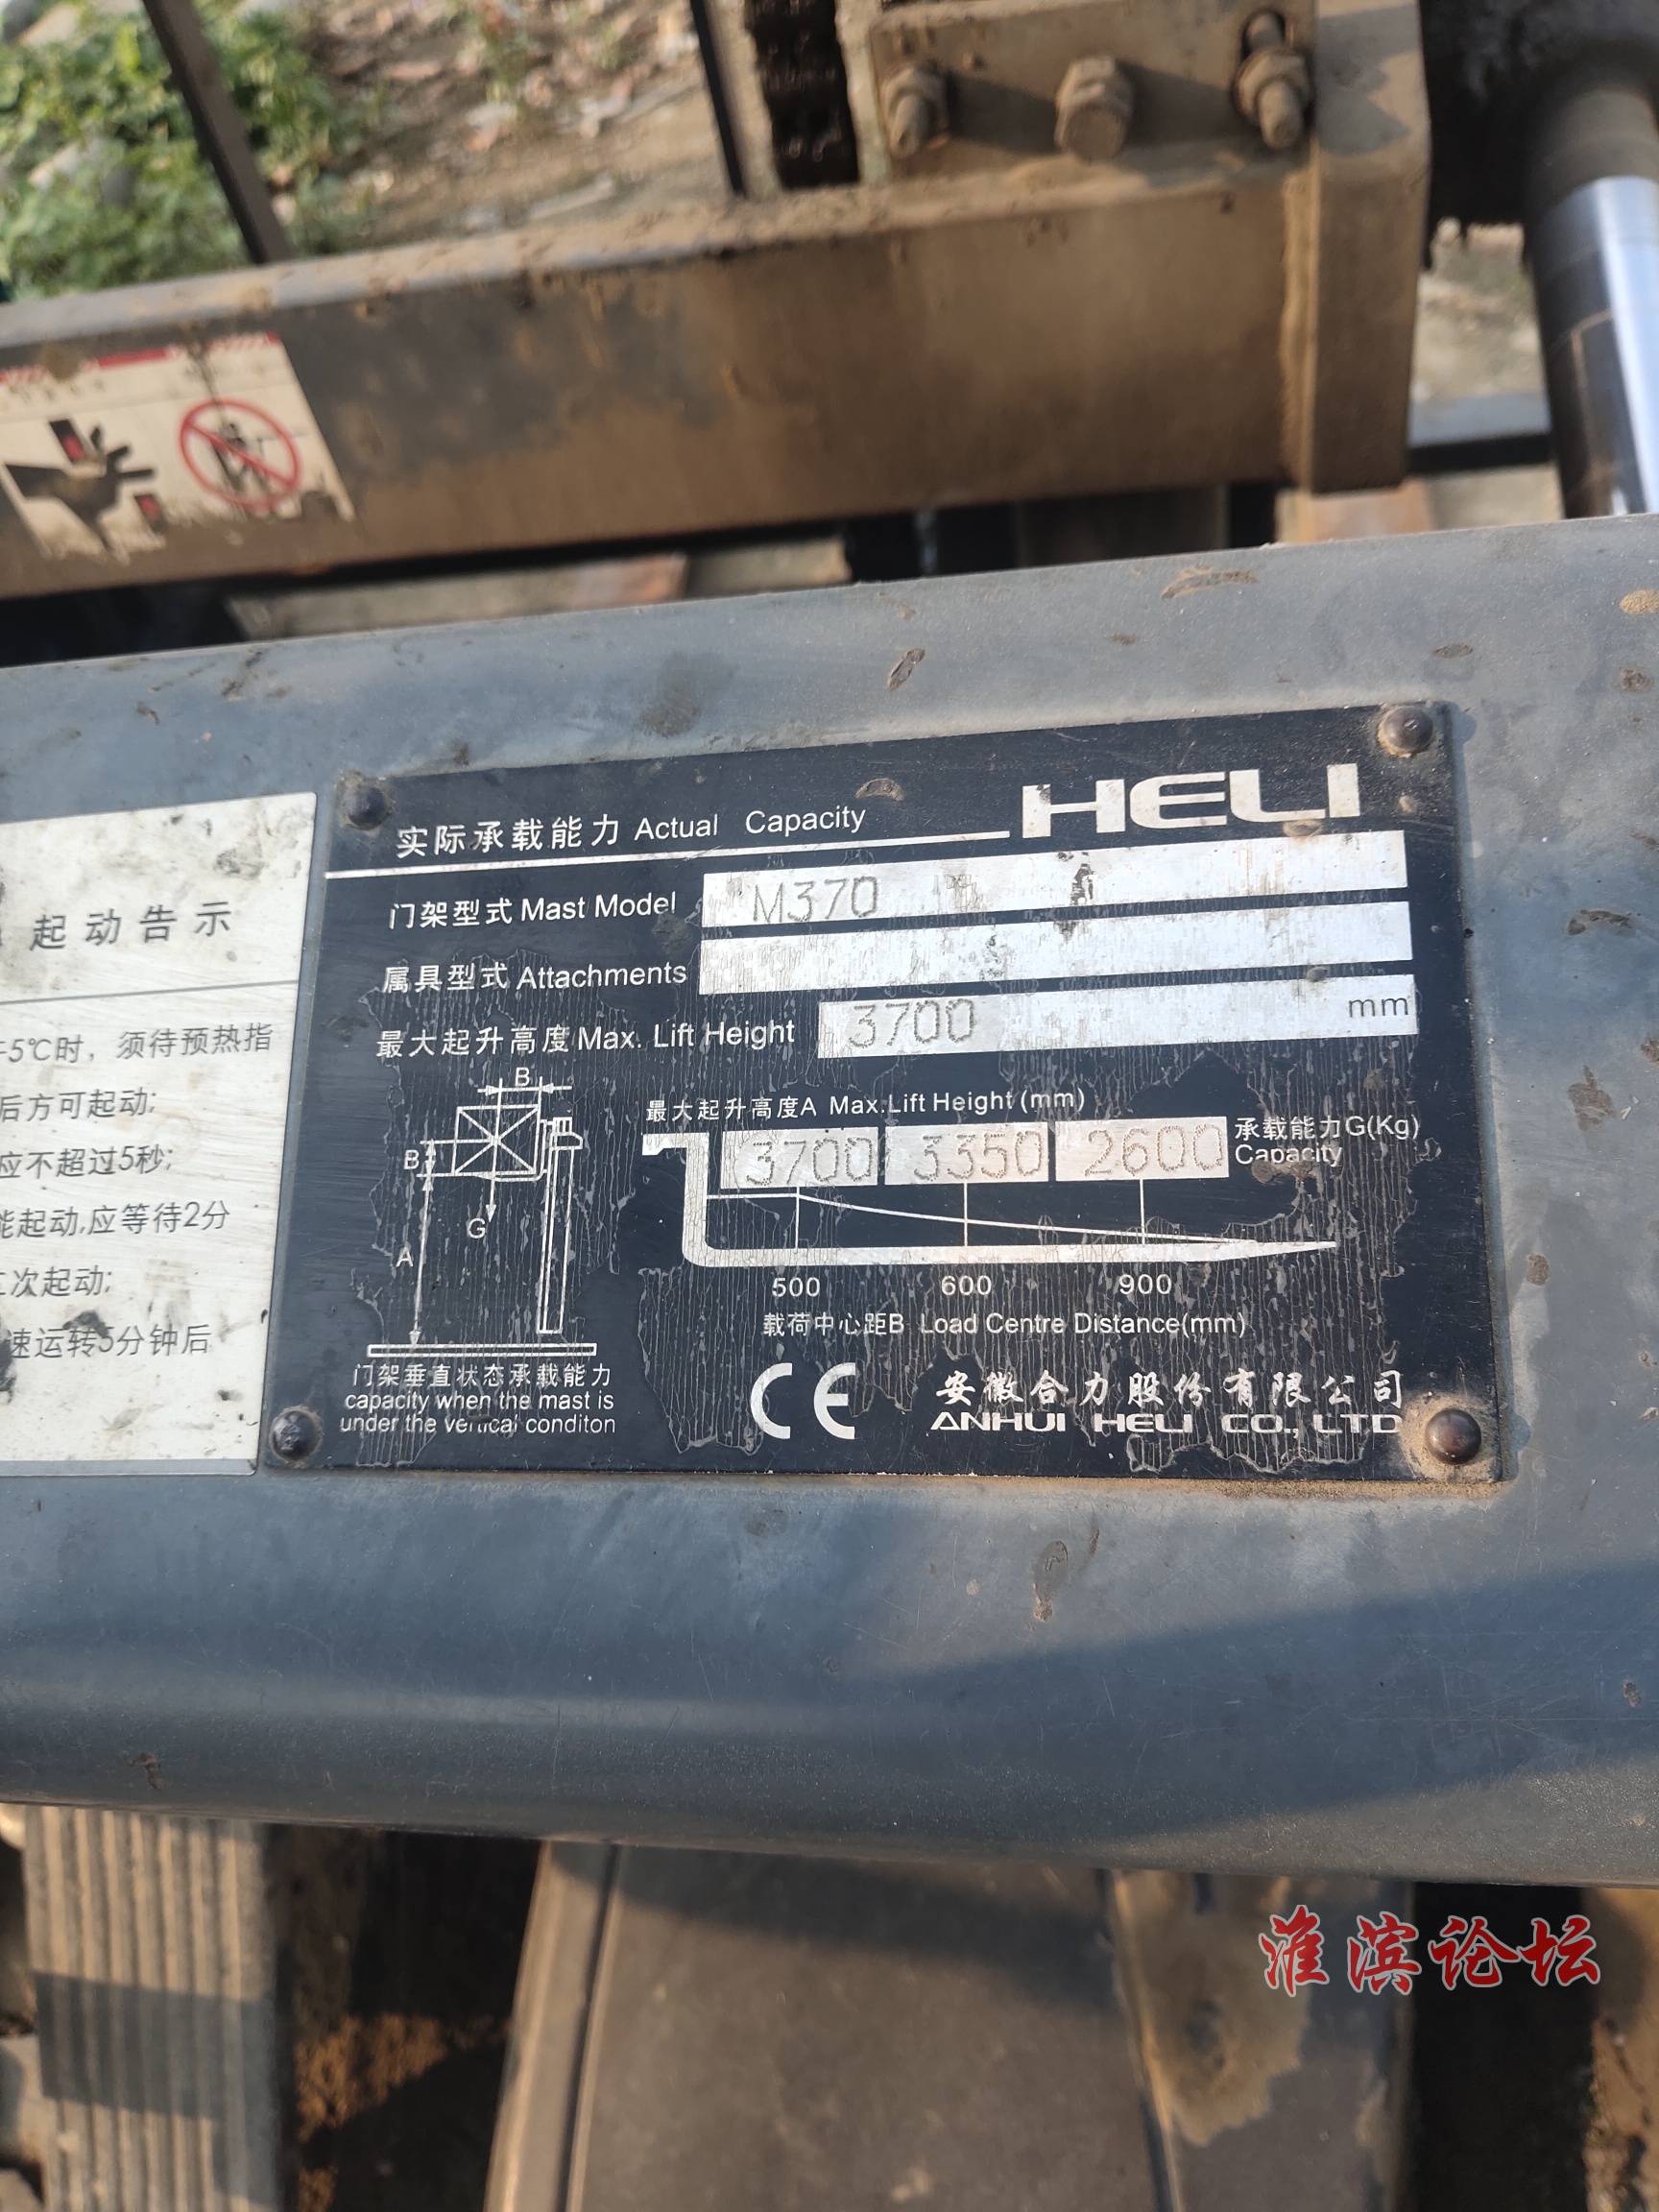 实际承载能力 Actual Capacity HELI
门架型式 Mast Model M370
属具型式 Attachments
最大起升高度 Max. Lift Height 3700 mm
最大起升高度A Max.Lift Height (mm)
3700 3350 2600 承载能力G(Kg)
Capacity
500 600 900
载荷中心距B Load Centre Distance(mm)
B
B
G
A
门架垂直状态承载能力
capacity when the mast is
under the vertical conditon
CE
安徽合力股份有限公司
ANHUI HELI CO., LTD
起动告示
5℃时，须待预热指
后方可起动;
应不超过5秒;
能起动,应等待2分
次起动;
速运转5分钟后
淮滨论坛